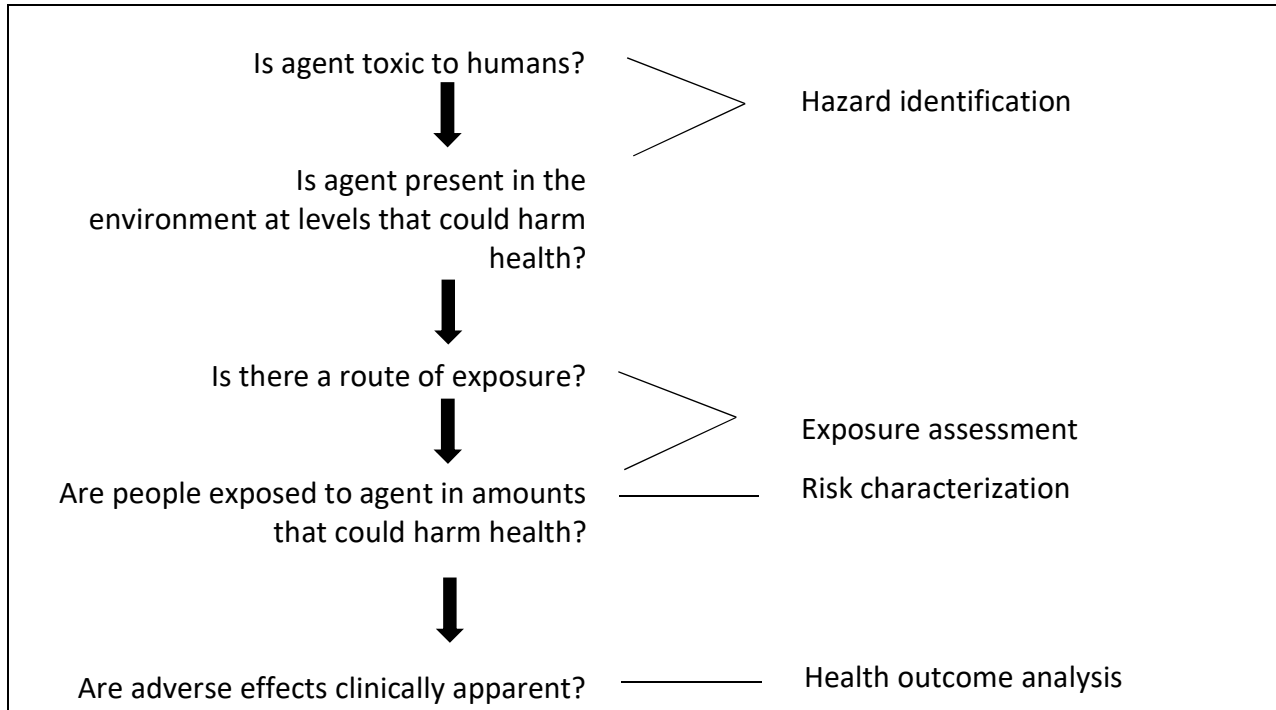 Is agent toxic to humans?
Hazard identification
Is agent present in the
environment at levels that could harm
health?
Is there a route of exposure?
Exposure assessment
Are people exposed to agent in amounts
that could harm health?
Risk characterization
Are adverse effects clinically apparent?
Health outcome analysis